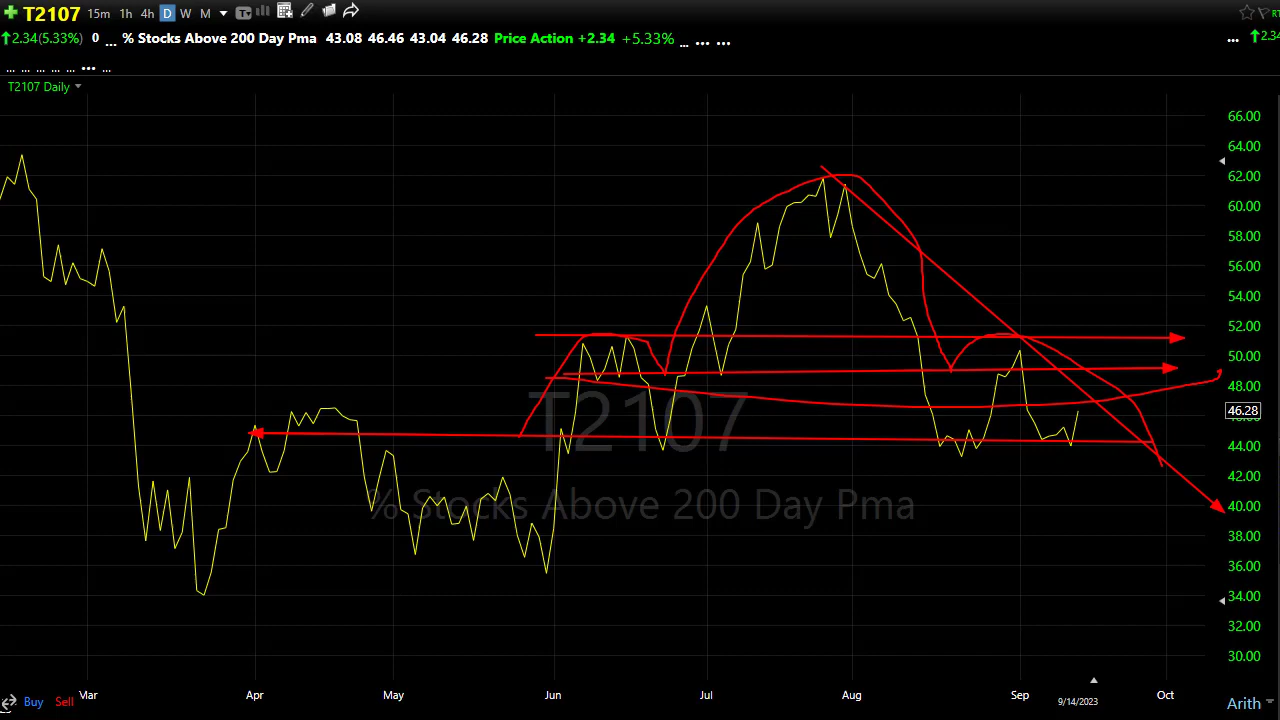 T2107 15m 1h 4h D W M T
2.34(5.33%) 0 ... % Stocks Above 200 Day Pma 43.08 46.46 43.04 46.28 Price Action +2.34 +5.33% ... ... ... ... 2.34
... ... ... ... ... ... ...
T2107 Daily
66.00
64.00
62.00
60.00
58.00
56.00
54.00
52.00
50.00
48.00
46.28
44.00
42.00
40.00
38.00
36.00
34.00
32.00
30.00
T2107
% Stocks Above 200 Day Pma
Mar Apr May Jun Jul Aug Sep 9/14/2023 Oct
Buy Sell
Arith